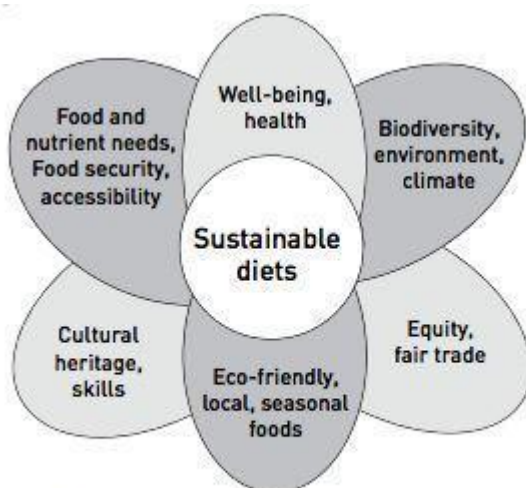 Well-being,
health
Food and
nutrient needs,
Food security,
accessibility
Biodiversity,
environment,
climate
Sustainable
diets
Cultural
heritage,
skills
Equity,
fair trade
Eco-friendly,
local, seasonal
foods